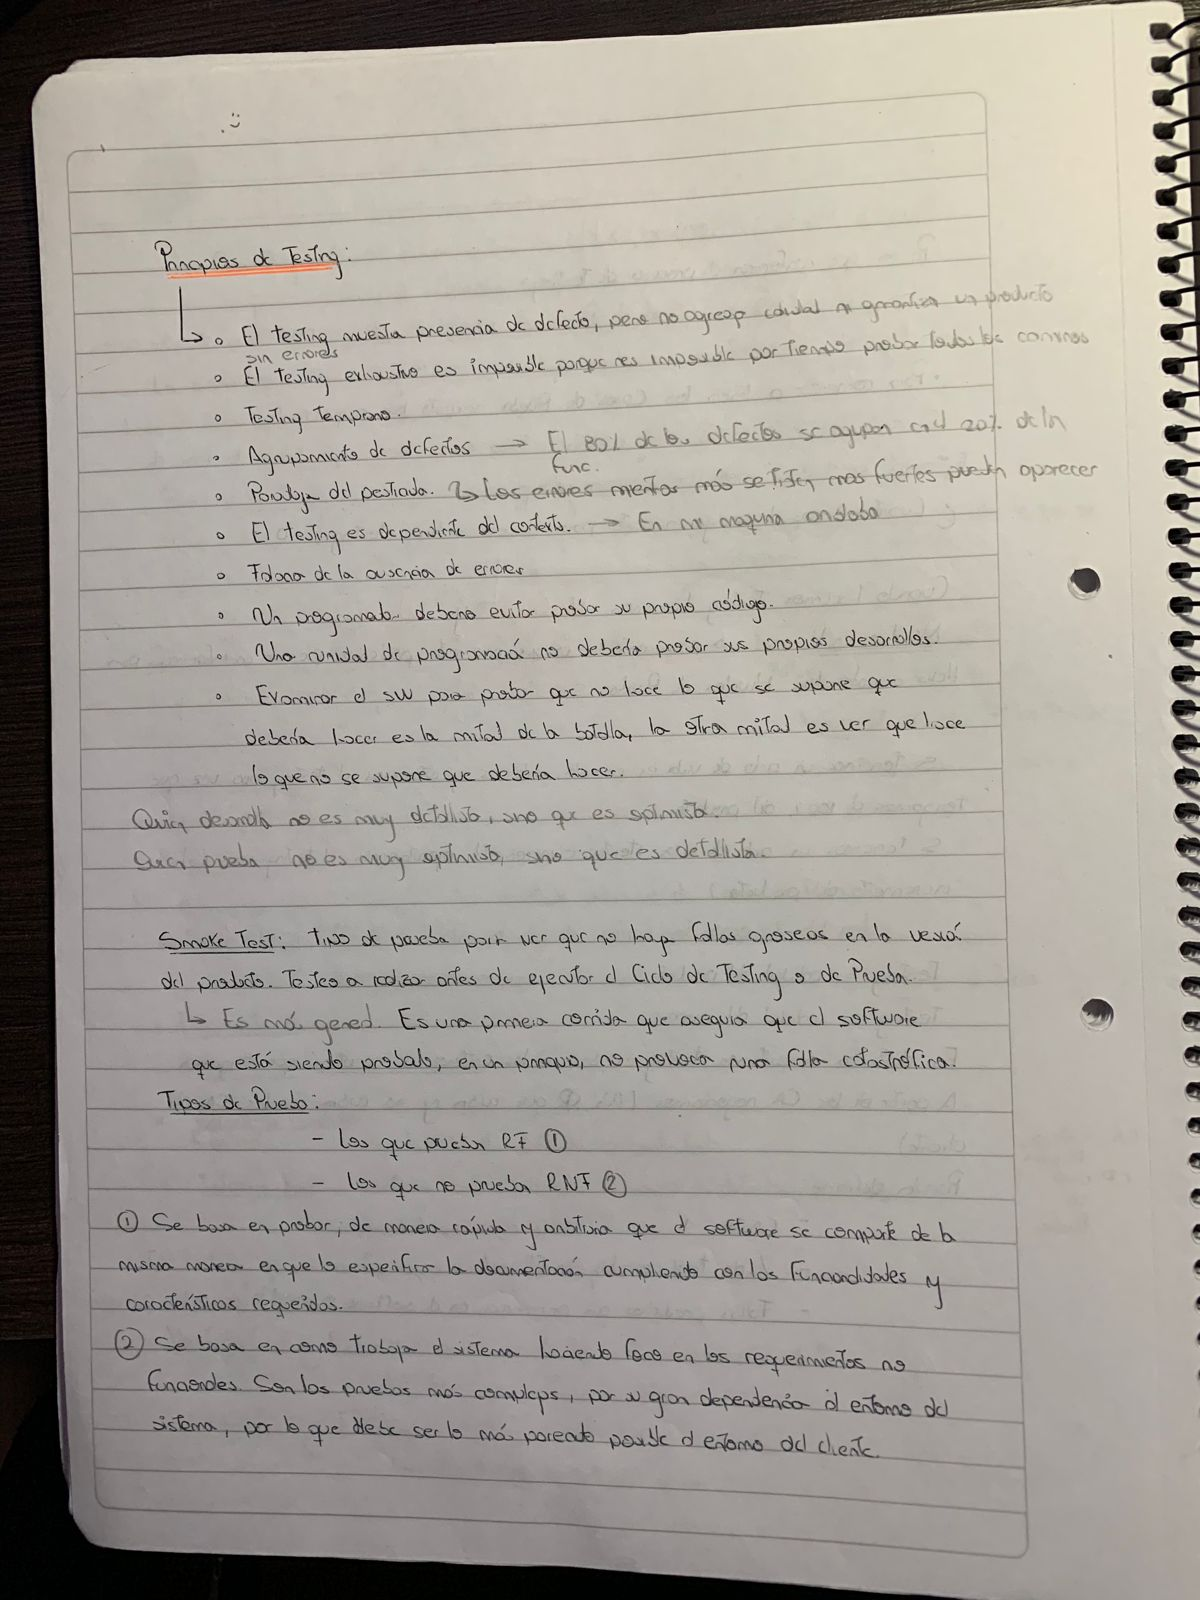 Principios de Testing:
↳ ∘ El testing muestra presencia de defecto, pero no agrega calidad ni garantiza un producto
sin errores
∘ El testing exhaustivo es imposible porque es imposible por tiempo probar todos los caminos
∘ Testing temprano.
∘ Agrupamiento de defectos → El 80% de los defectos se agupan en el 20% de la
func.
∘ Paradoja del pesticida. ↳ Los errores mientras más se testen, mas fuertes pueden aparecer
∘ El testing es dependiente del contexto. → En mi maquina andaba
∘ Falacia de la ausencia de errores
∘ Un programador debería evitar probar su propio código.
∘ Una unidad de programación no debería probar sus propios desarrollos.
∘ Examinar el SW para probar que no hace lo que se supone que
debería hacer es la mitad de la batalla, la otra mitad es ver que hace
lo que no se supone que debería hacer.
Quien desarrolla no es muy detallista, sino que es optimista.
Quien prueba no es muy optimista, sino que es detallista.
Smoke Test: tipo de prueba para ver que no haya fallas groseras en la versión
del producto. Testeo a realizar antes de ejecutar el Ciclo de Testing o de Prueba.
↳ Es más general. Es una primera corrida que asegura que el software
que está siendo probado, en un principio, no provoca una falla catastrófica.
Tipos de Prueba:
- Los que prueban RF ①
- Los que no prueban RNF ②
① Se basa en probar, de manera rápida y arbitraria que el software se comporte de la
misma manera en que lo especifica la documentación cumpliendo con las Funcionalidades y
características requeridas.
② Se basa en como trabaja el sistema haciendo foco en los requerimientos no
funcionales. Son las pruebas más complejas, por su gran dependencia al entorno del
sistema, por lo que debe ser lo más parecido posible al entorno del cliente.